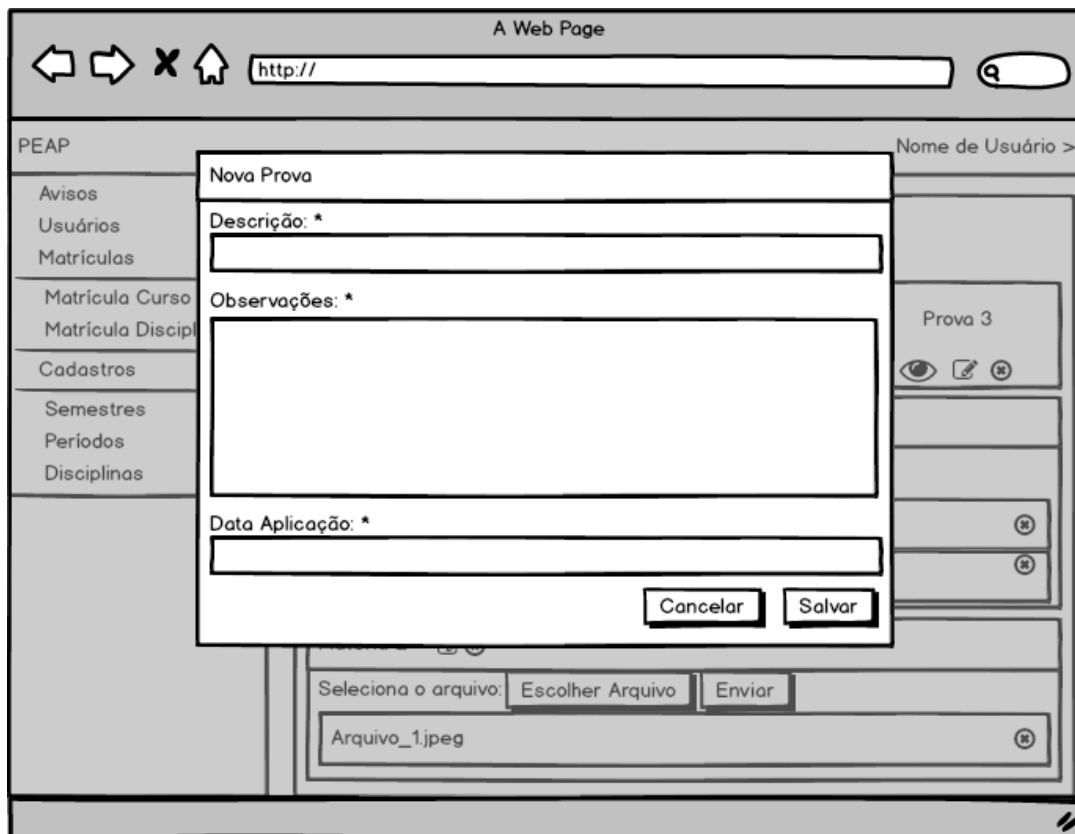 A Web Page
http://
PEAP
Nome de Usuário >
Avisos
Usuários
Matrículas
Matrícula Curso
Matrícula Discipl
Cadastros
Semestres
Períodos
Disciplinas
Nova Prova
Descrição: *
Observações: *
Data Aplicação: *
Cancelar
Salvar
Prova 3
Seleciona o arquivo: Escolher Arquivo Enviar
Arquivo_1.jpeg